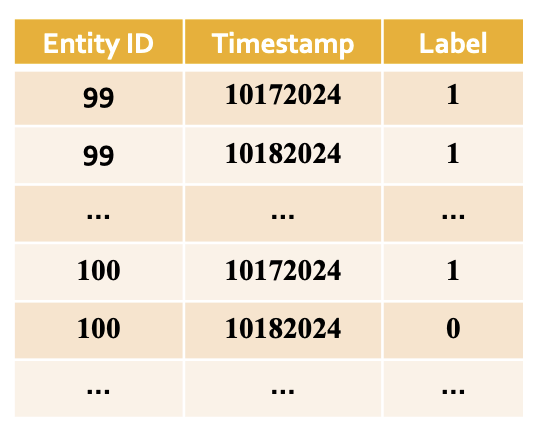 Entity ID Timestamp Label
99 10172024 1
99 10182024 1
... ... ...
100 10172024 1
100 10182024 0
... ... ...